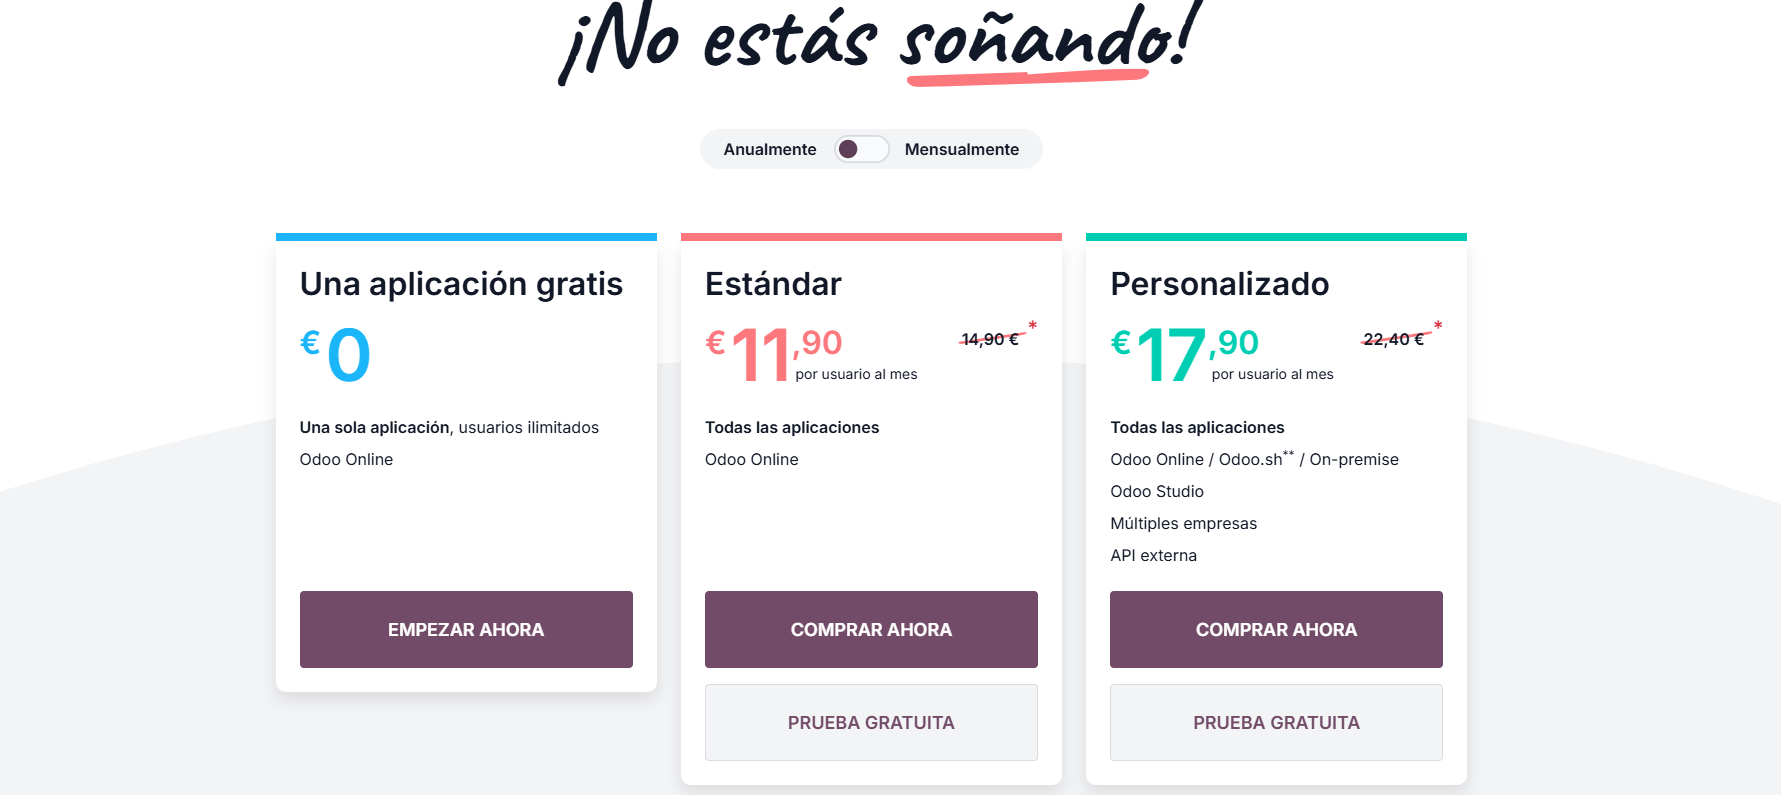 ¡No estás soñando!
Anualmente Mensualmente
Una aplicación gratis
€ 0
Una sola aplicación, usuarios ilimitados
Odoo Online
EMPEZAR AHORA
Estándar
€ 11,90 por usuario al mes 14,90 € *
Todas las aplicaciones
Odoo Online
COMPRAR AHORA
PRUEBA GRATUITA
Personalizado
€ 17,90 por usuario al mes 22,40 € *
Todas las aplicaciones
Odoo Online / Odoo.sh** / On-premise
Odoo Studio
Múltiples empresas
API externa
COMPRAR AHORA
PRUEBA GRATUITA